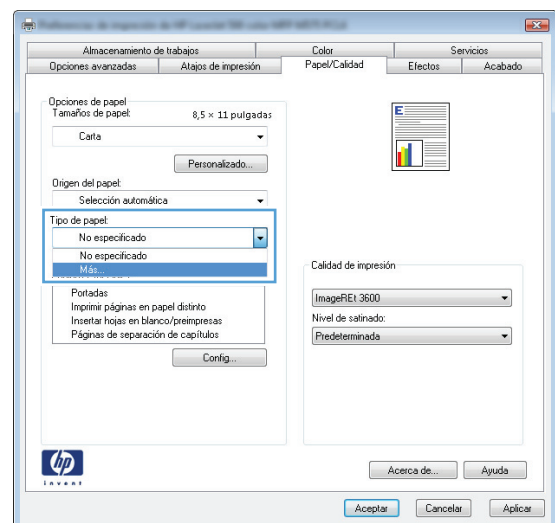 Almacenamiento de trabajos
Color
Servicios
Opciones avanzadas
Atajos de impresión
Papel/Calidad
Efectos
Acabado
Opciones de papel
Tamaños de papel:
8,5 × 11 pulgadas
Carta
Personalizado...
E
Origen del papel:
Selección automática
Tipo de papel:
No especificado
No especificado
Más...
Portadas
Imprimir páginas en papel distinto
Insertar hojas en blanco/preimpresas
Páginas de separación de capítulos
Config...
Calidad de impresión
ImageREt 3600
Nivel de satinado:
Predeterminada
hp
invent
Acerca de...
Ayuda
Aceptar
Cancelar
Aplicar